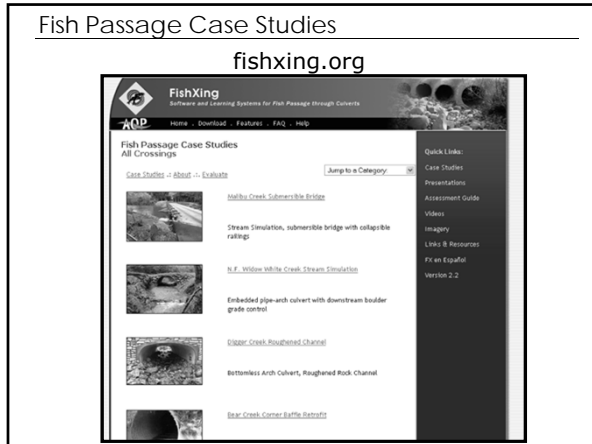 Fish Passage Case Studies
fishxing.org
FishXing
Software and Learning Systems for Fish Passage through Culverts
AOP
Home . Download . Features . FAQ . Help
Fish Passage Case Studies
All Crossings
Case Studies .: About .:. Evaluate
Jump to a Category
Malibu Creek Submersible Bridge
Stream Simulation, submersible bridge with collapsible
railings
N.F. Widow White Creek Stream Simulation
Embedded pipe-arch culvert with downstream boulder
grade control
Digger Creek Roughened Channel
Bottomless Arch Culvert, Roughened Rock Channel
Bear Creek Corner Baffle Retrofit
Quick Links:
Case Studies
Presentations
Assessment Guide
Videos
Imagery
Links & Resources
FX en Español
Version 2.2